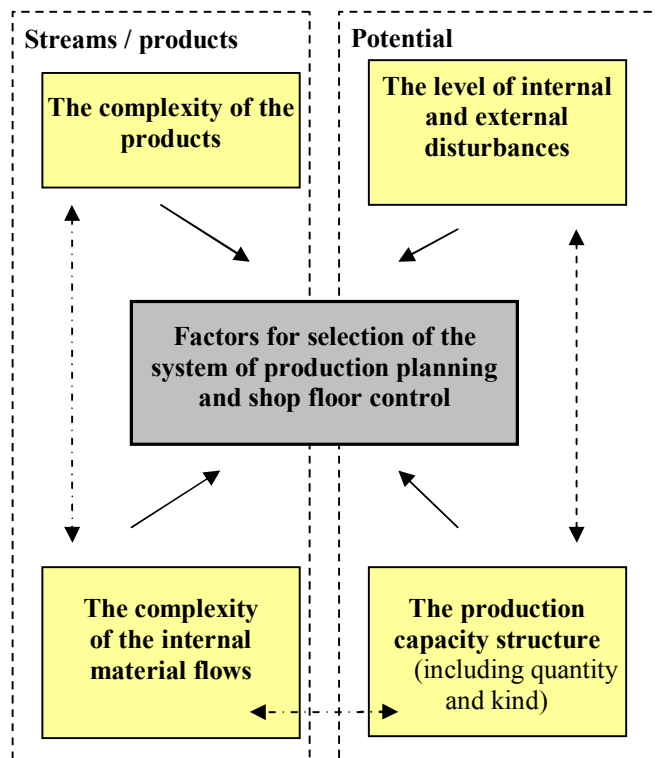 Streams / products
The complexity of the
products
Potential
The level of internal
and external
disturbances
Factors for selection of the
system of production planning
and shop floor control
The complexity
of the internal
material flows
The production
capacity structure
(including quantity
and kind)